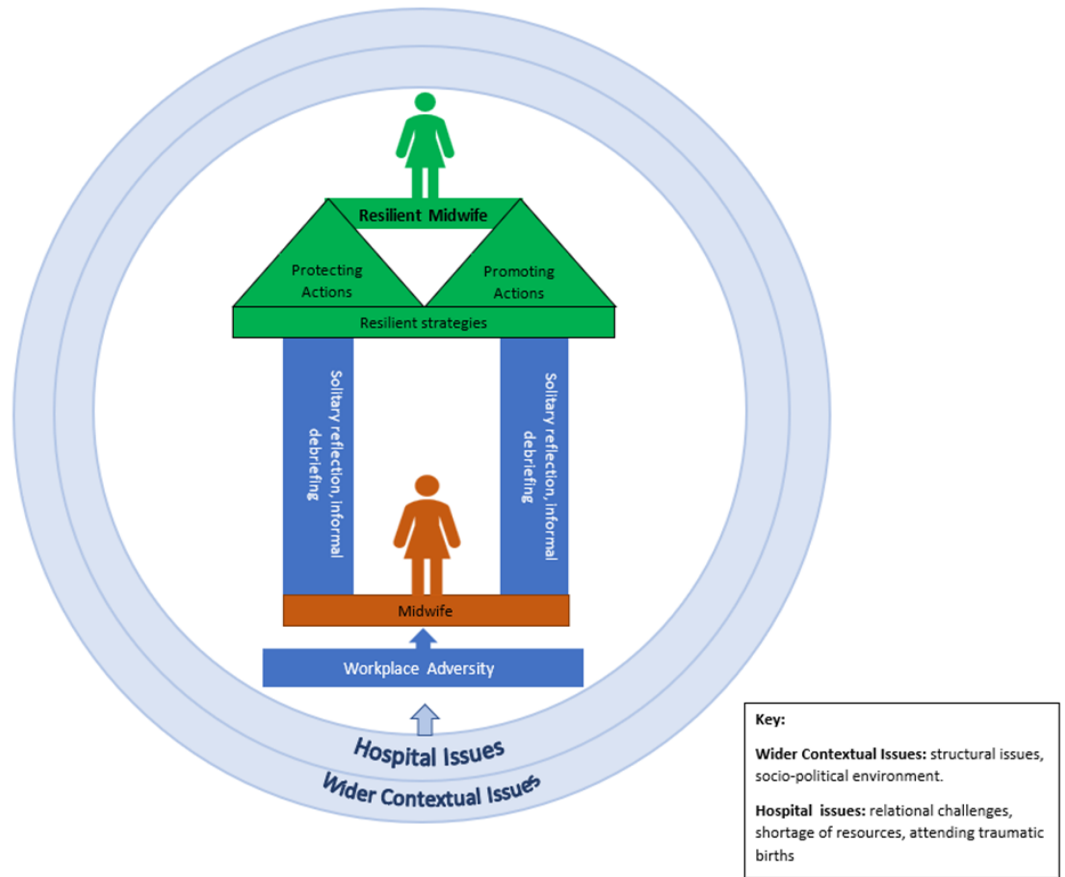 Resilient Midwife
Protecting
Actions
Promoting
Actions
Resilient strategies
Solitary reflection, informal
debriefing
Solitary reflection, informal
debriefing
Midwife
Workplace Adversity
Hospital Issues
Wider Contextual Issues
Key:
Wider Contextual Issues: structural issues,
socio-political environment.
Hospital issues: relational challenges,
shortage of resources, attending traumatic
births